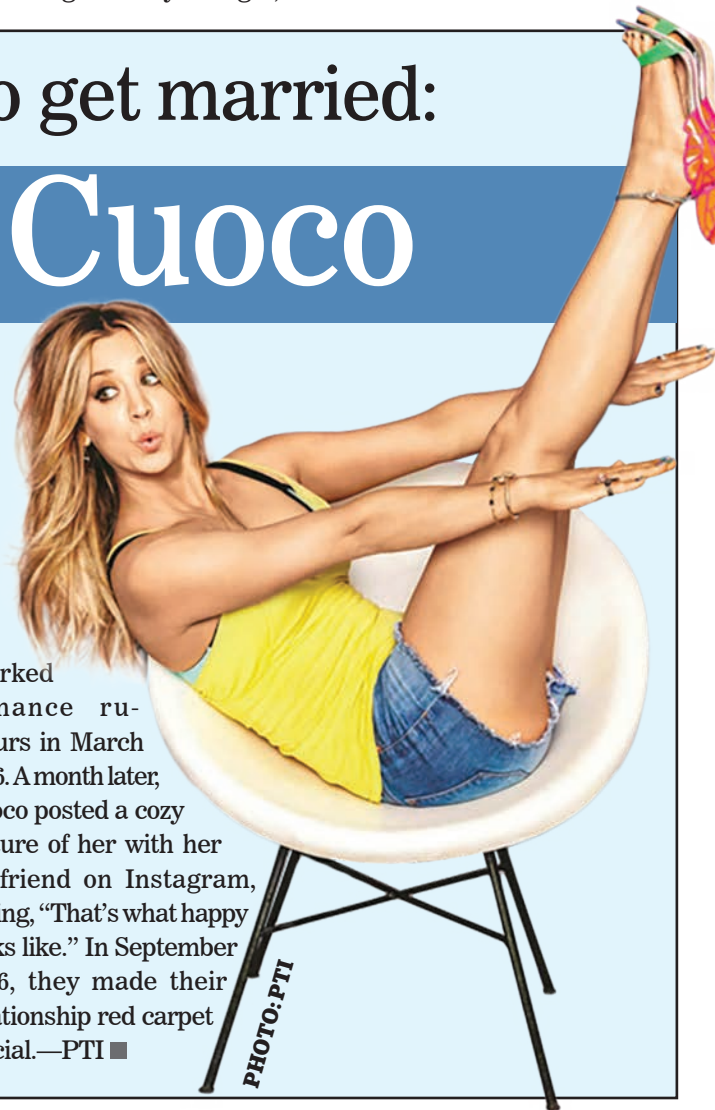 o get married:
Cuoco
rked
nance ru-
urs in March
6. A month later,
oco posted a cozy
ture of her with her
friend on Instagram,
ing, “That’s what happy
ks like.” In September
6, they made their
ationship red carpet
cial.—PTI ■
PHOTO: PTI